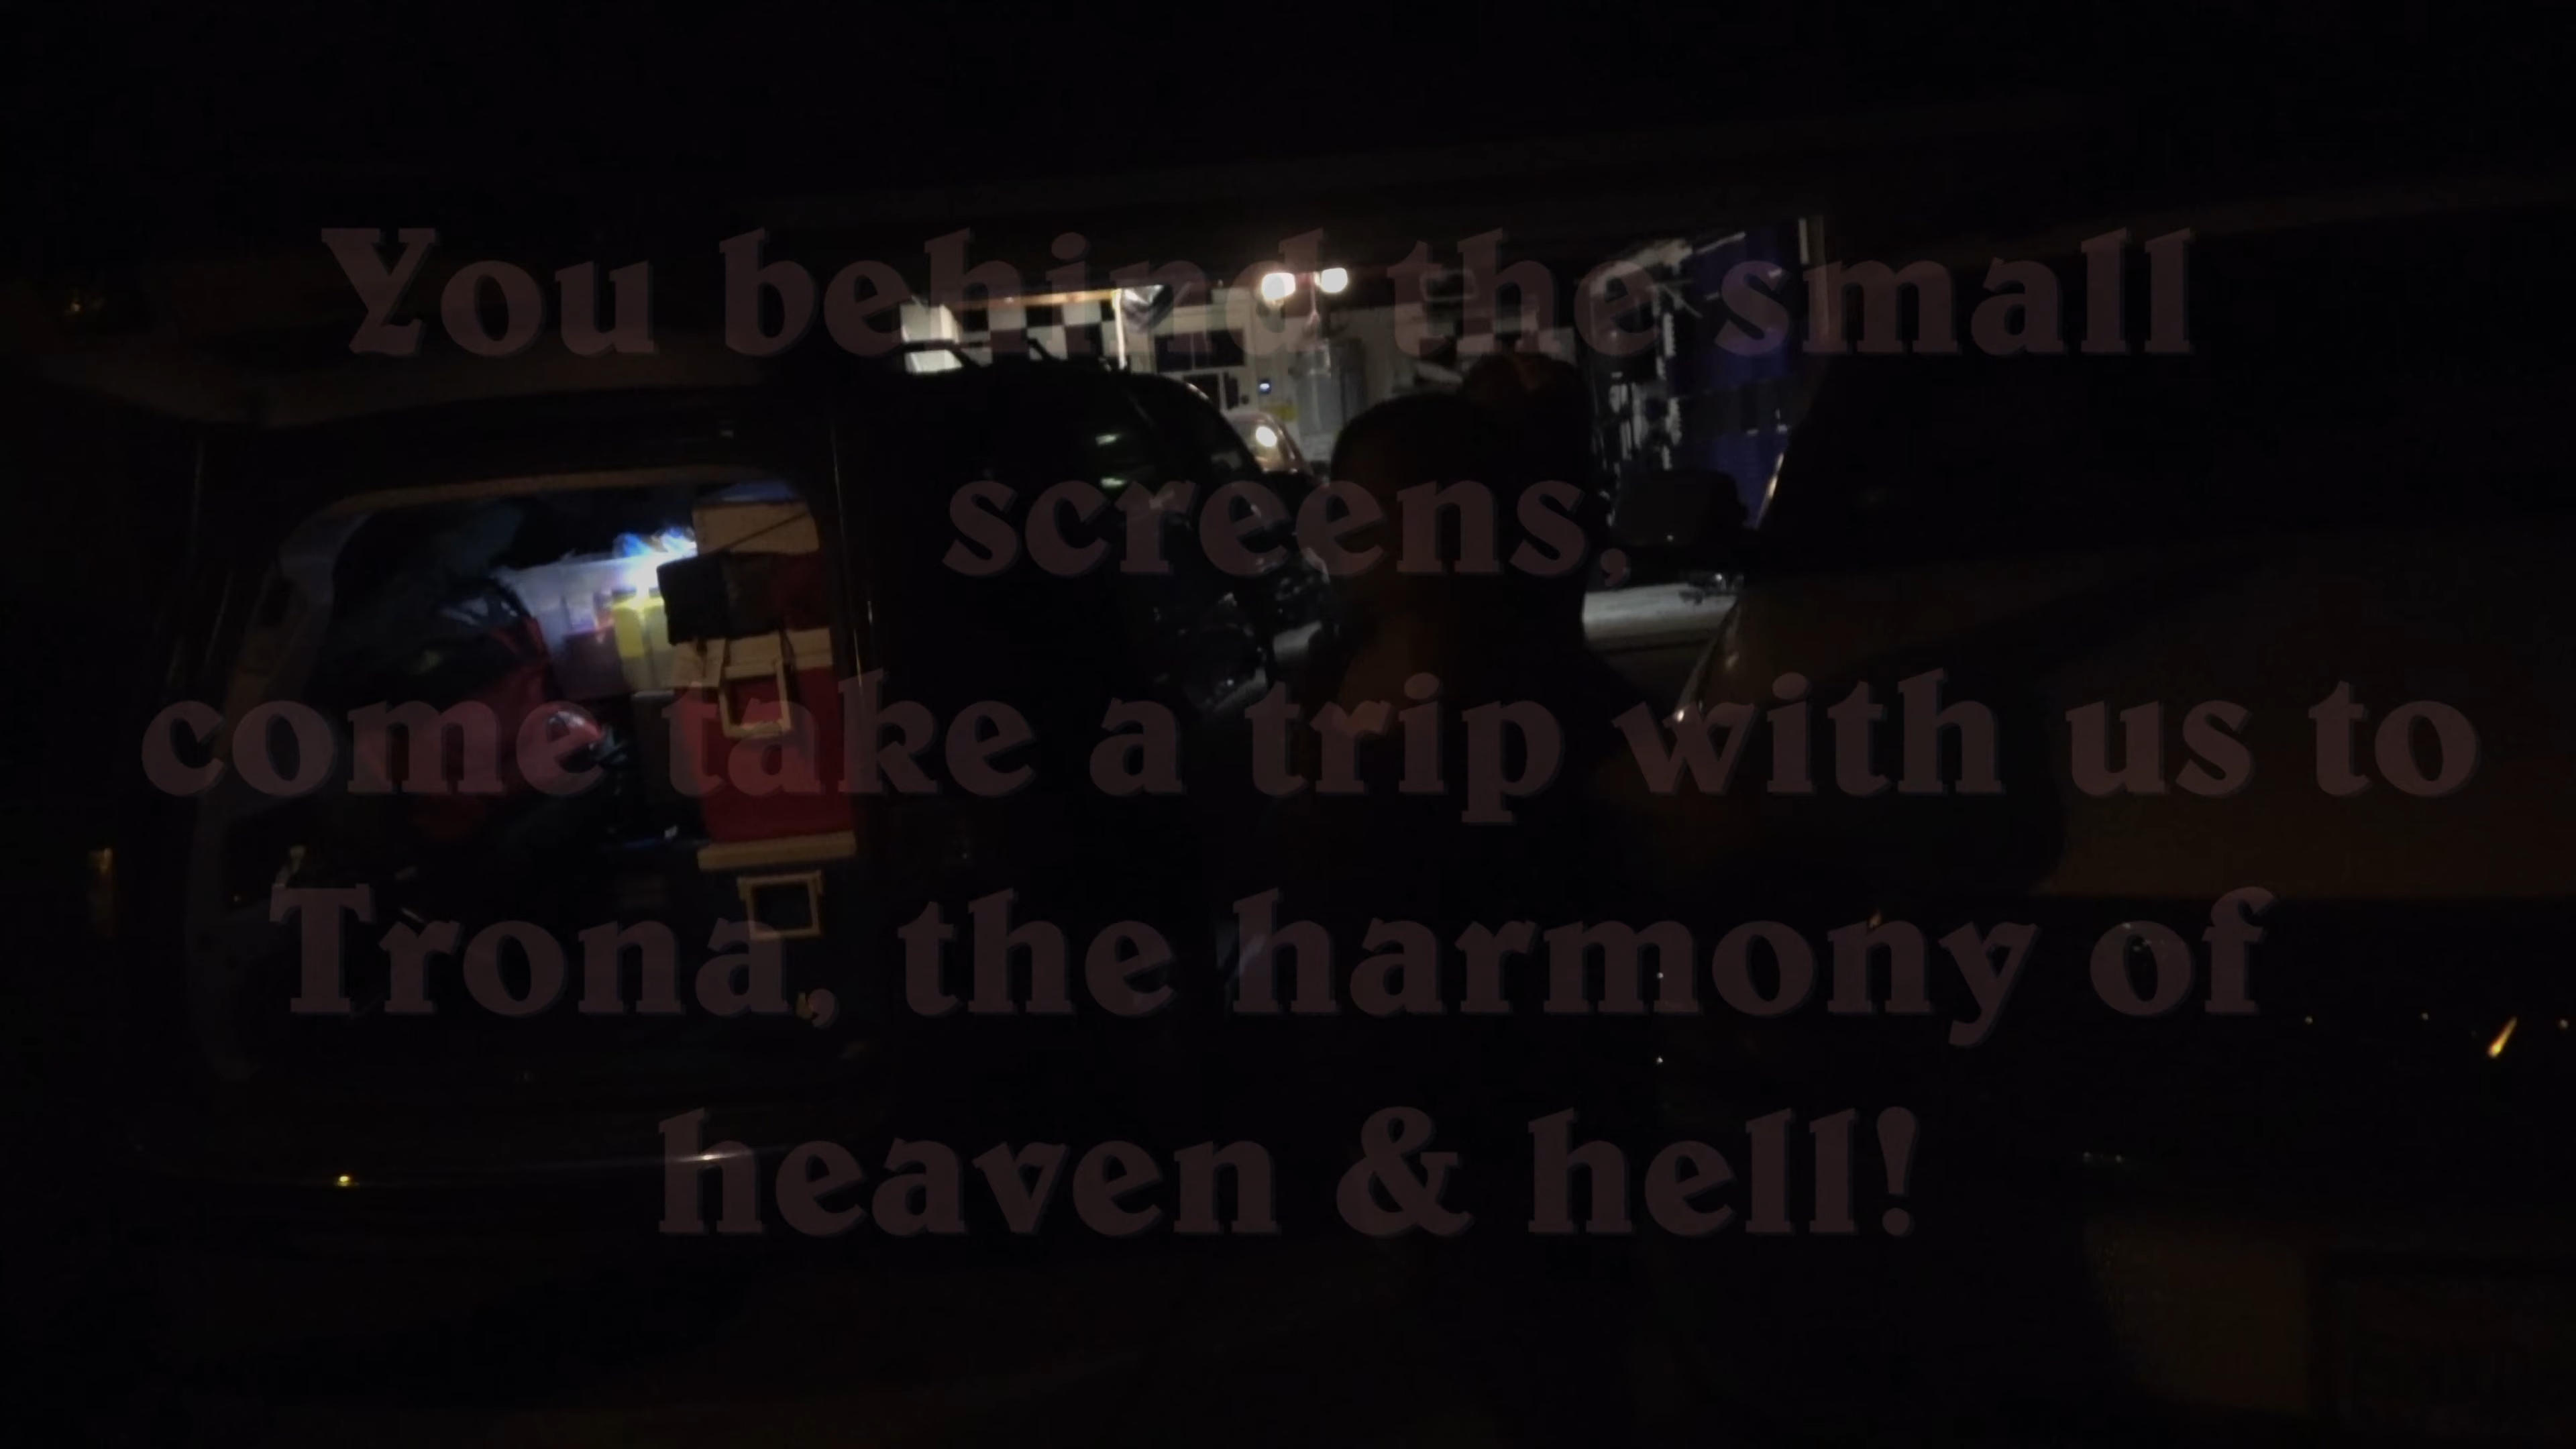 You behind the small
screens,
come take a trip with us to
Trona, the harmony of
heaven & hell!